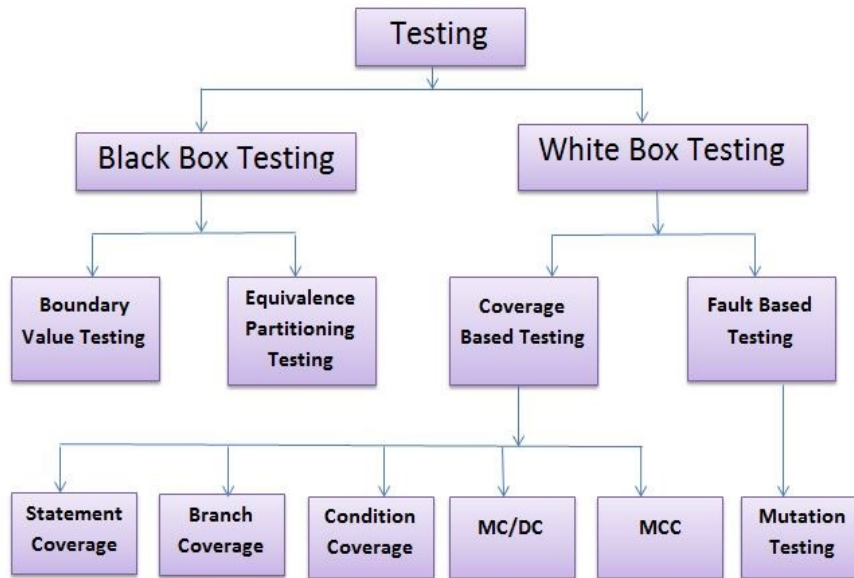 Testing
Black Box Testing
White Box Testing
Boundary
Value Testing
Equivalence
Partitioning
Testing
Coverage
Based Testing
Fault Based
Testing
Statement
Coverage
Branch
Coverage
Condition
Coverage
MC/DC
MCC
Mutation
Testing